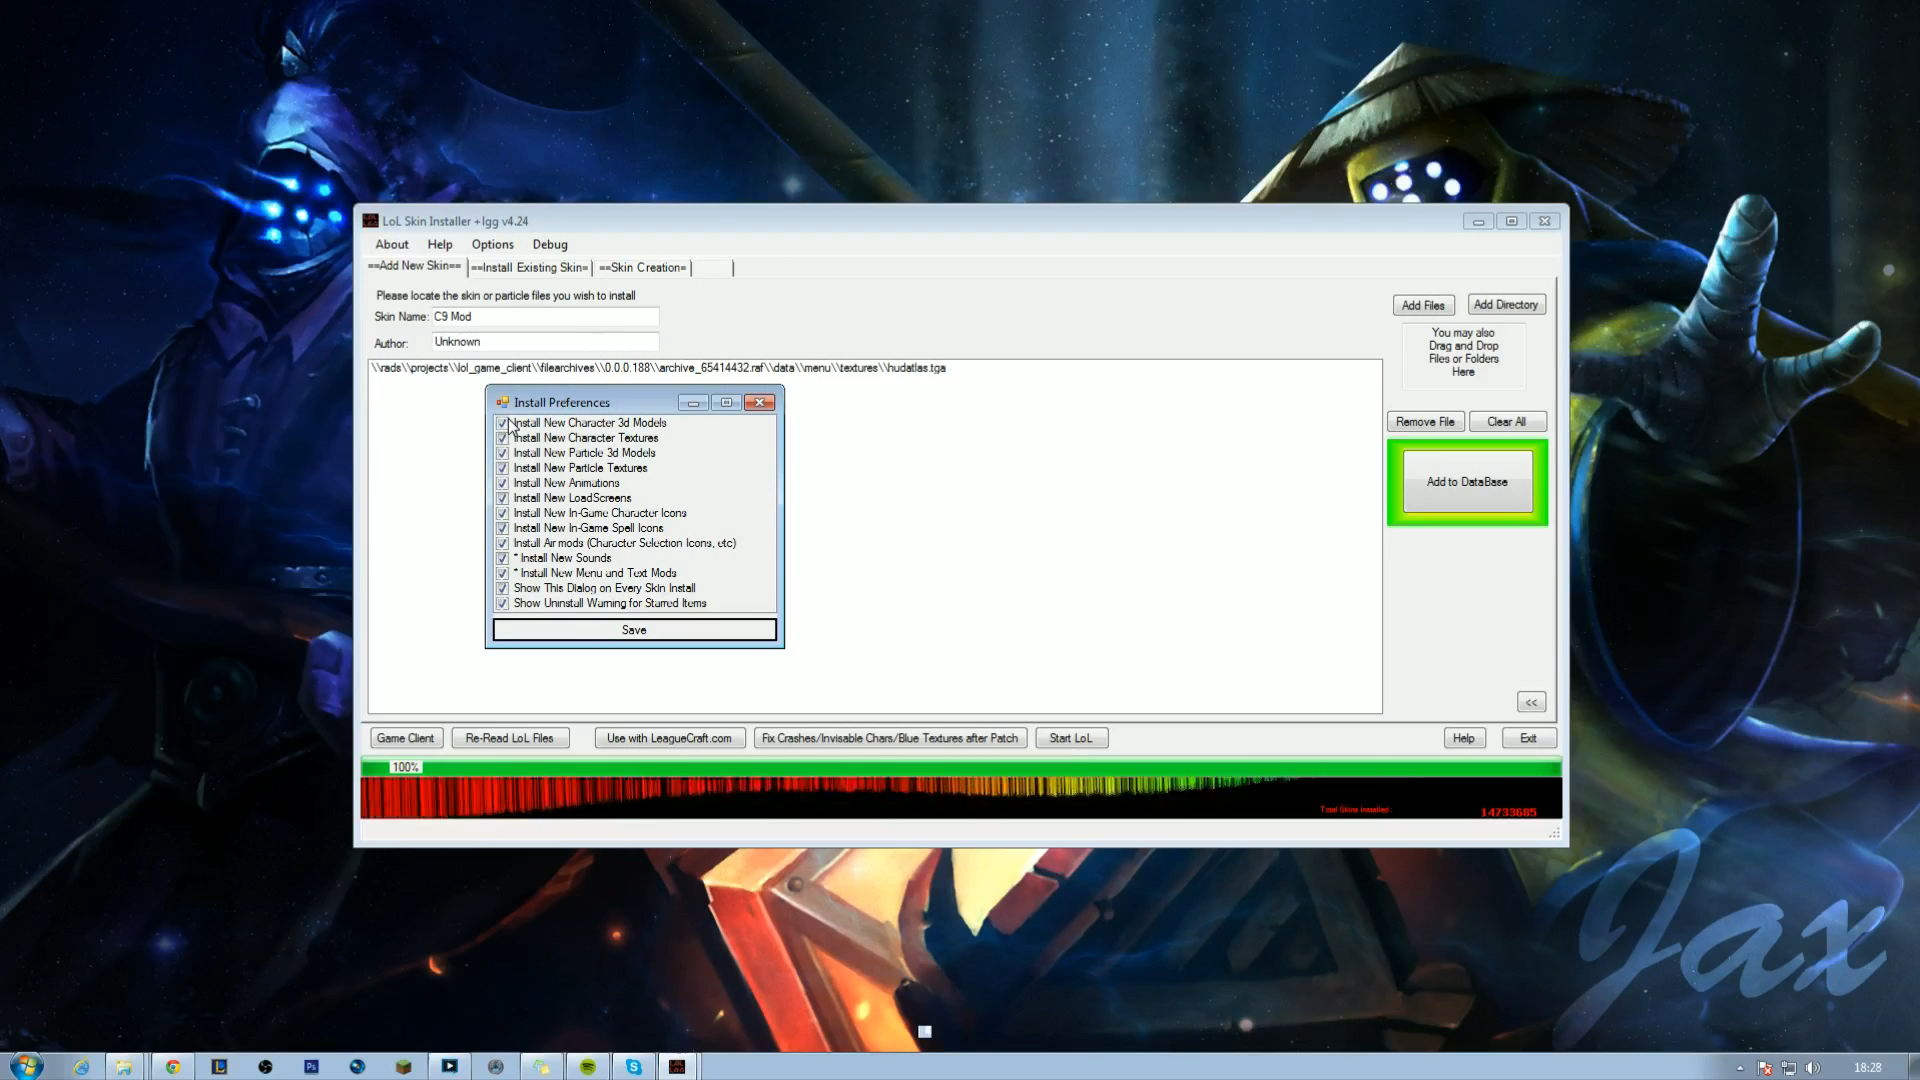 LoL Skin Installer +lgg v4.24
About Help Options Debug
==Add New Skin== ==Install Existing Skin= ==Skin Creation=
Please locate the skin or particle files you wish to install
Skin Name: C9 Mod
Author: Unknown
Add Files Add Directory
You may also
Drag and Drop
Files or Folders
Here
\\rads\\projects\\lol_game_client\\filearchives\\0.0.0.188\\archive_65414432.raf\\data\\menu\\textures\\hudatlas.tga
Install Preferences
Install New Character 3d Models
Install New Character Textures
Install New Particle 3d Models
Install New Particle Textures
Install New Animations
Install New LoadScreens
Install New In-Game Character Icons
Install New In-Game Spell Icons
Install Air mods (Character Selection Icons, etc)
* Install New Sounds
* Install New Menu and Text Mods
Show This Dialog on Every Skin Install
Show Uninstall Warning for Starred Items
Save
Remove File Clear All
Add to DataBase
<<
Game Client Re-Read LoL Files Use with LeagueCraft.com Fix Crashes/Invisable Chars/Blue Textures after Patch Start LoL Help Exit
100%
Total Skins Installed: 14733685
Jax
18:28